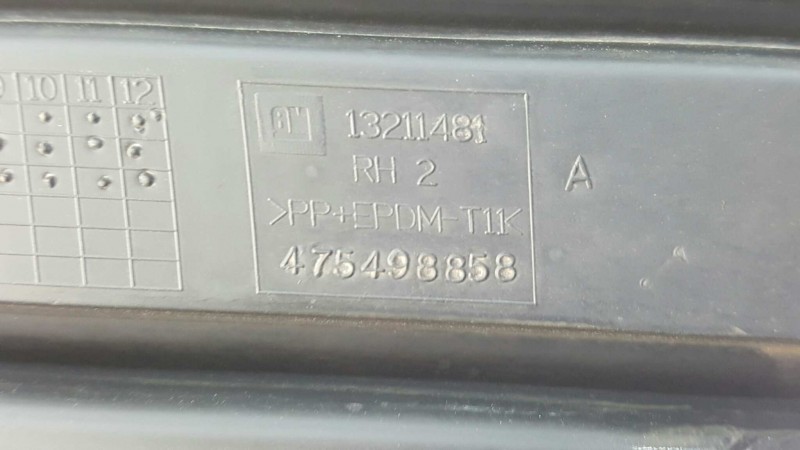 10 11 12
GM
13211481
RH 2
>PP+EPDM-T11<
475498858
A